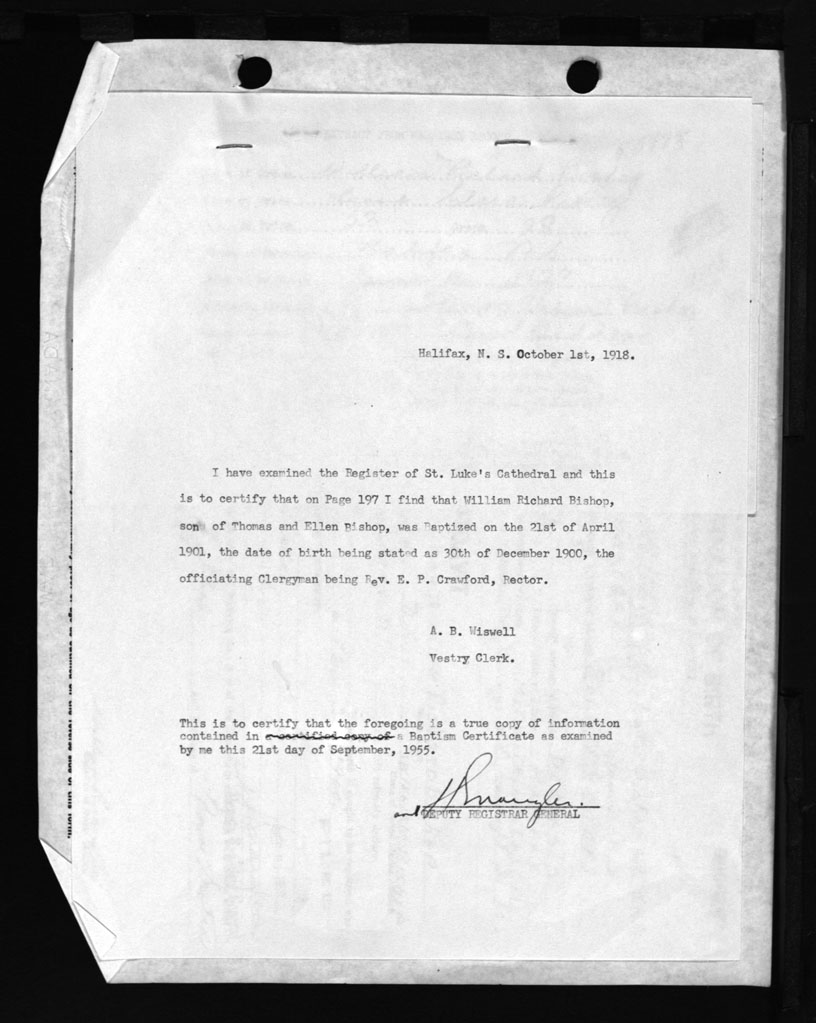 Halifax, N. S. October 1st, 1918.
I have examined the Register of St. Luke's Cathedral and this
is to certify that on Page 197 I find that William Richard Bishop,
son of Thomas and Ellen Bishop, was Baptized on the 21st of April
1901, the date of birth being stated as 30th of December 1900, the
officiating Clergyman being Rev. E. P. Crawford, Rector.
A. B. Wiswell
Vestry Clerk.
This is to certify that the foregoing is a true copy of information
contained in a certified copy of a Baptism Certificate as examined
by me this 21st day of September, 1955.
DEPUTY REGISTRAR GENERAL